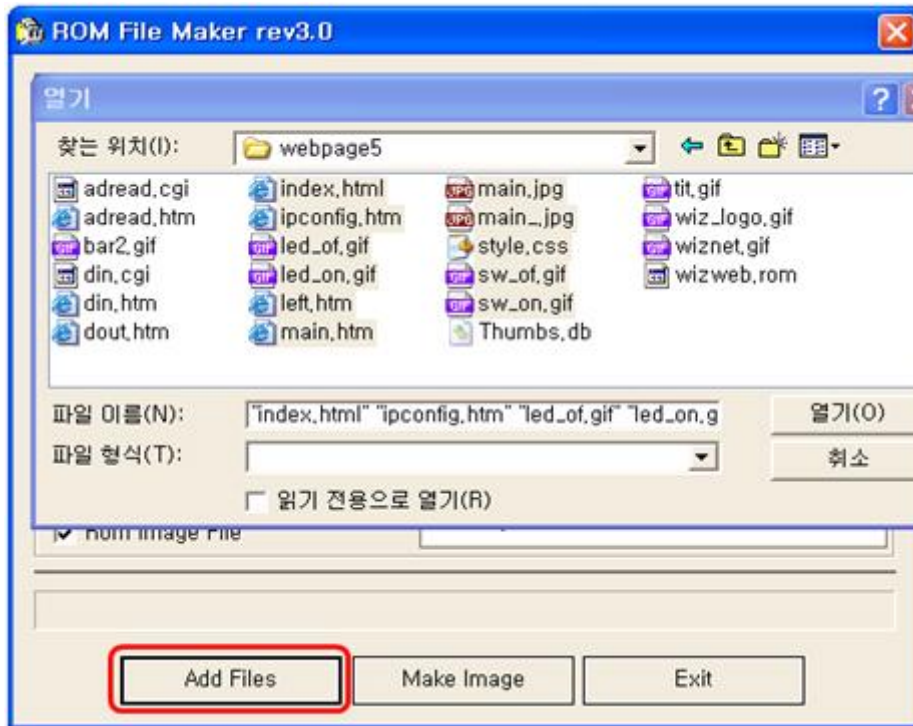 ROM File Maker rev3.0
열기
찾는 위치(I):
webpage5
adread.cgi
adread.htm
bar2.gif
din.cgi
din.htm
dout.htm
index.html
ipconfig.htm
led_of.gif
led_on.gif
left.htm
main.htm
main.jpg
main_.jpg
style.css
sw_of.gif
sw_on.gif
Thumbs.db
tit.gif
wiz_logo.gif
wiznet.gif
wizweb.rom
파일 이름(N):
"index.html" "ipconfig.htm" "led_of.gif" "led_on.g
열기(O)
파일 형식(T):
취소
읽기 전용으로 열기(R)
Rom Image File
Add Files
Make Image
Exit